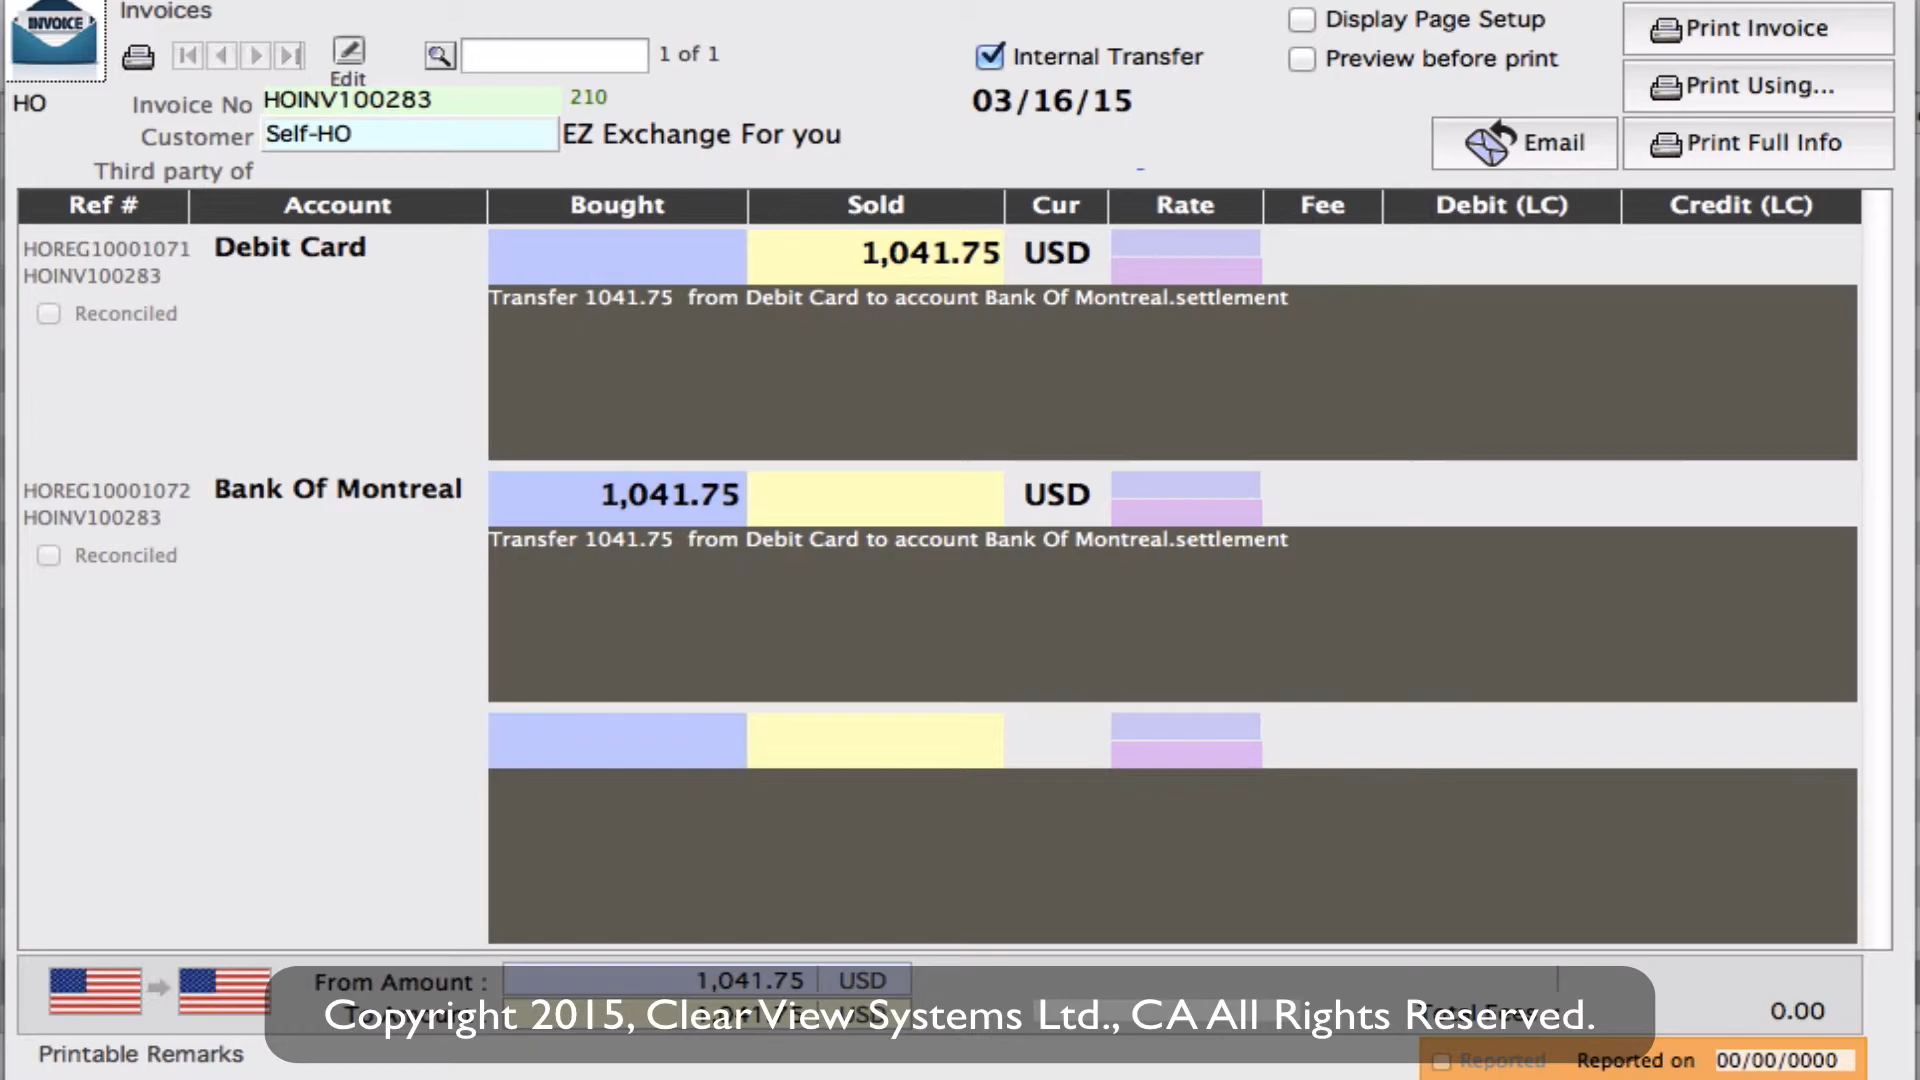 INVOICE
Invoices
Edit
1 of 1
Internal Transfer
03/16/15
Display Page Setup
Preview before print
Print Invoice
Print Using...
Print Full Info
Email
HO
Invoice No HOINV100283 210
Customer Self-HO EZ Exchange For you
Third party of
Ref # Account Bought Sold Cur Rate Fee Debit (LC) Credit (LC)
HOREG10001071 Debit Card 1,041.75 USD
HOINV100283
Transfer 1041.75 from Debit Card to account Bank Of Montreal.settlement
Reconciled
HOREG10001072 Bank Of Montreal 1,041.75 USD
HOINV100283
Transfer 1041.75 from Debit Card to account Bank Of Montreal.settlement
Reconciled
From Amount : 1,041.75 USD
0.00
Copyright 2015, Clear View Systems Ltd., CA All Rights Reserved.
Printable Remarks
Reported Reported on 00/00/0000